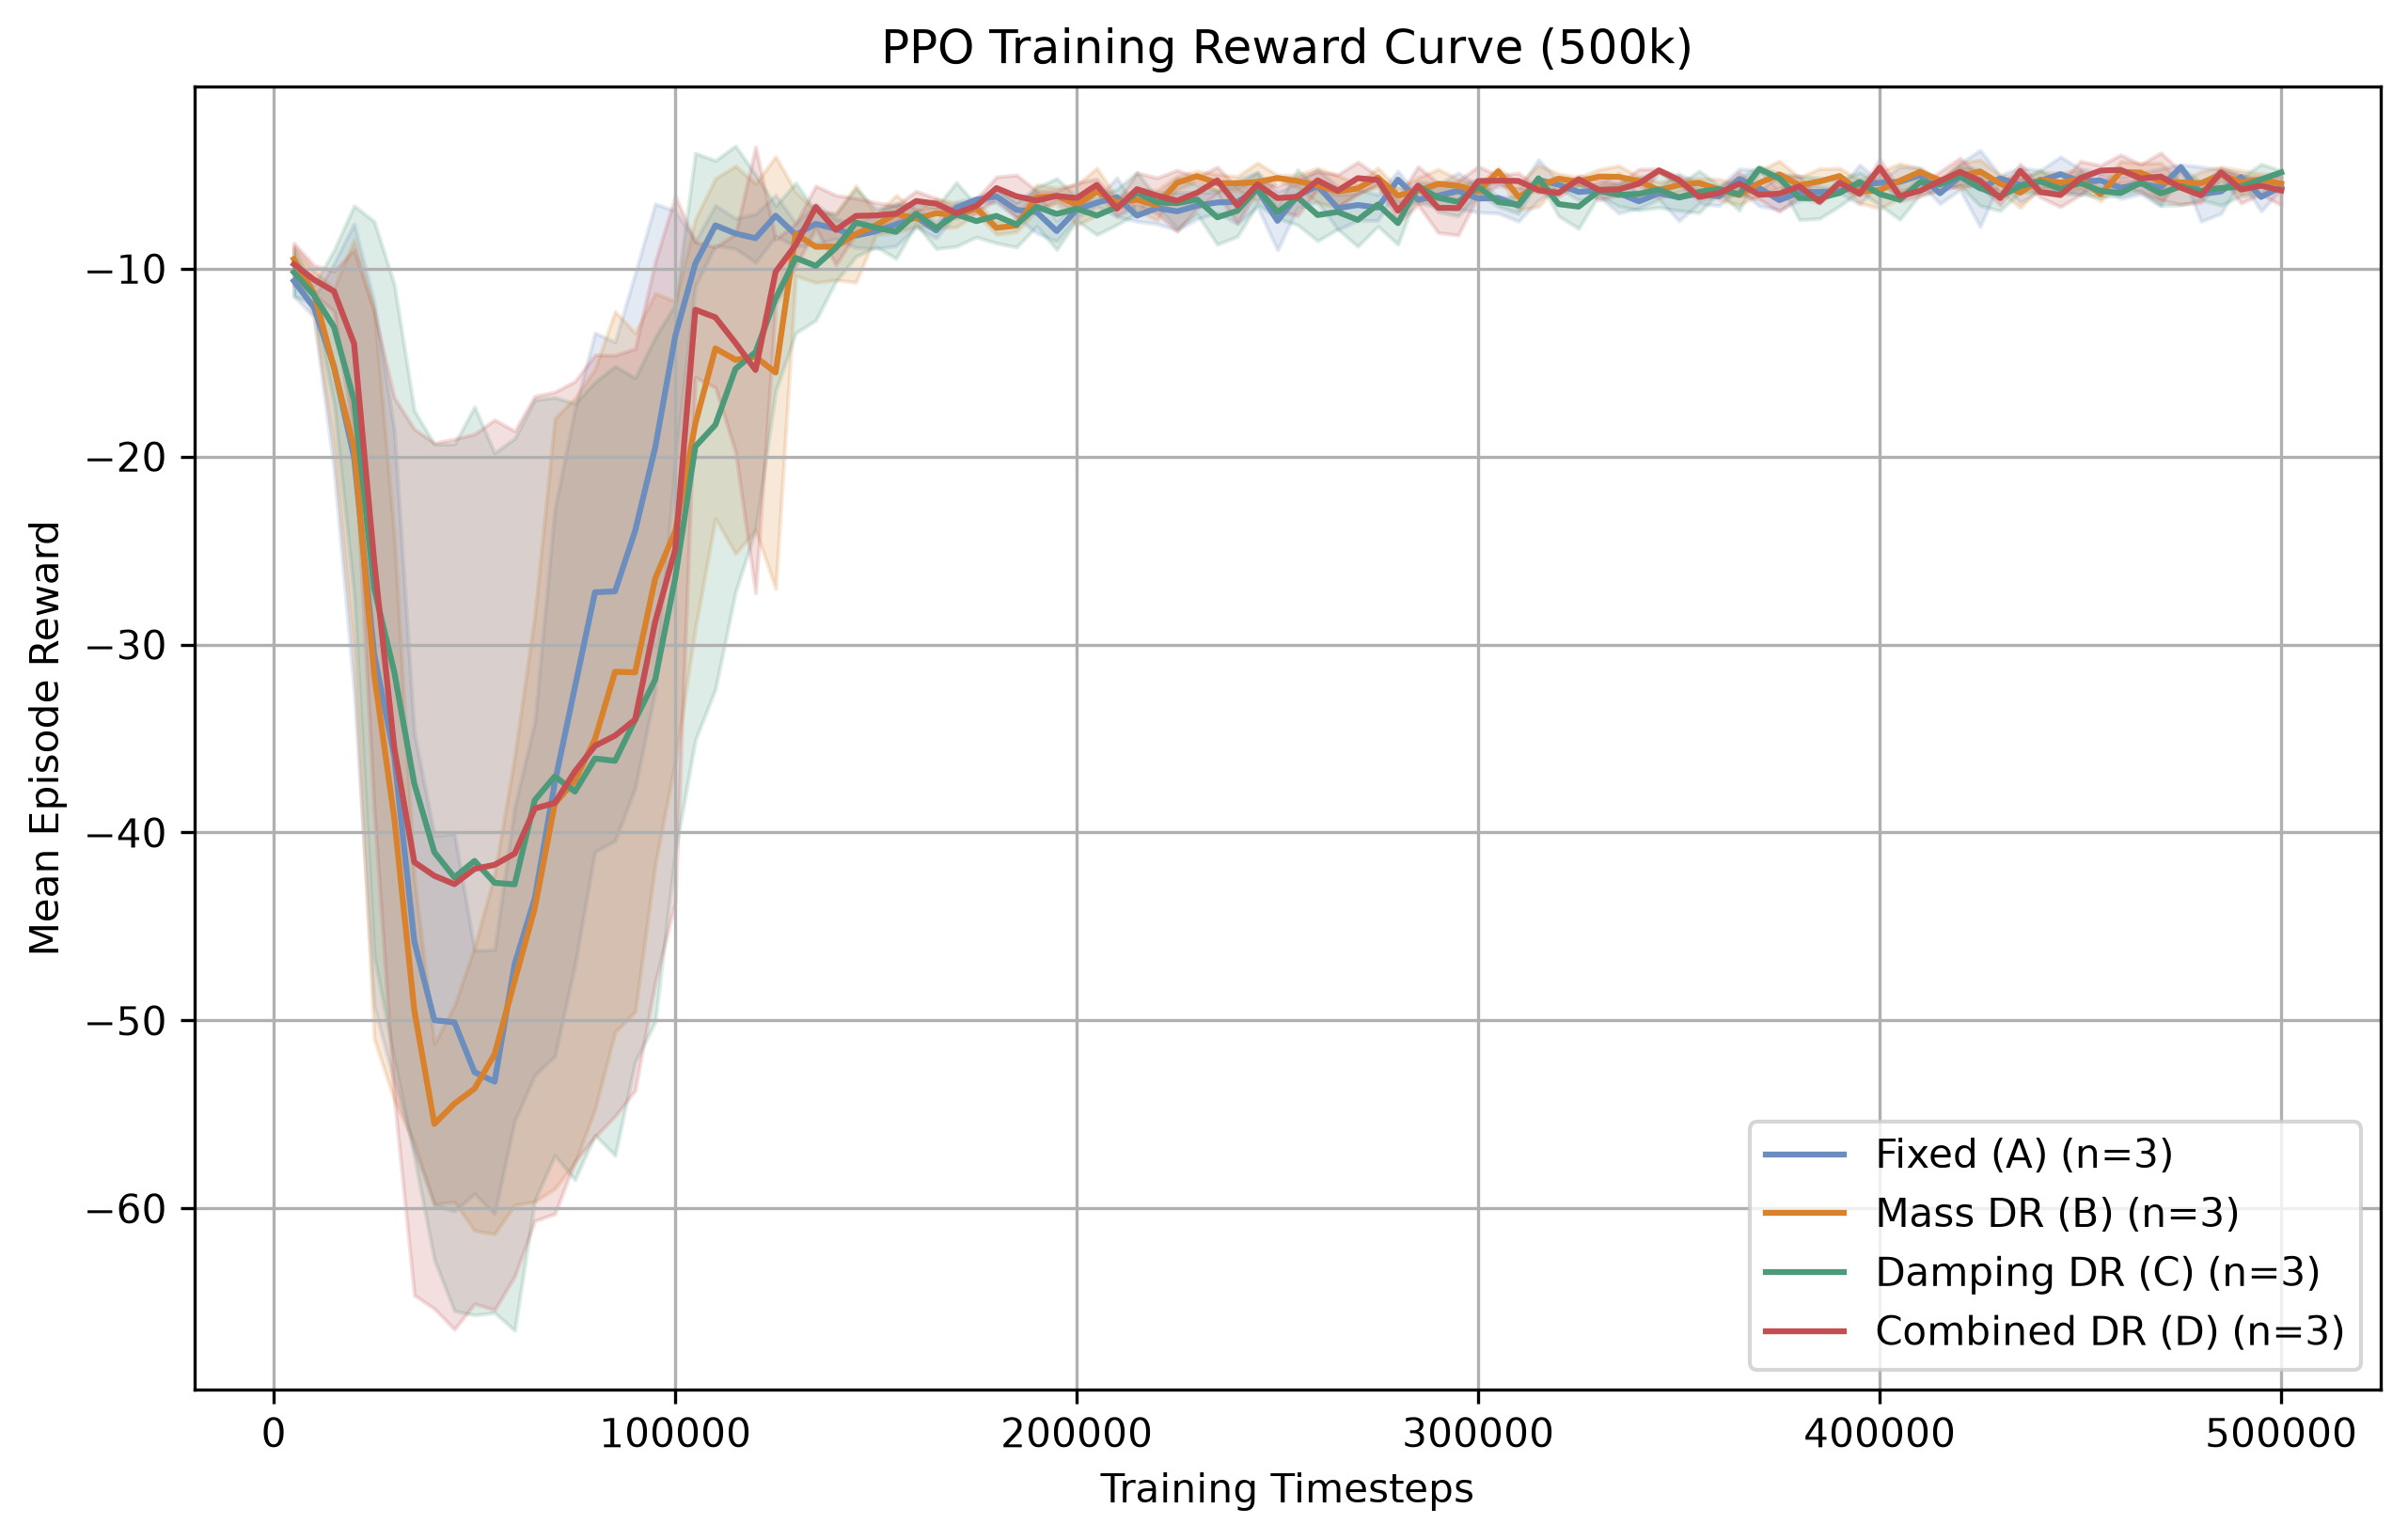 PPO Training Reward Curve (500k)
Mean Episode Reward
−10
−20
−30
−40
−50
−60
Fixed (A) (n=3)
Mass DR (B) (n=3)
Damping DR (C) (n=3)
Combined DR (D) (n=3)
0 100000 200000 300000 400000 500000
Training Timesteps